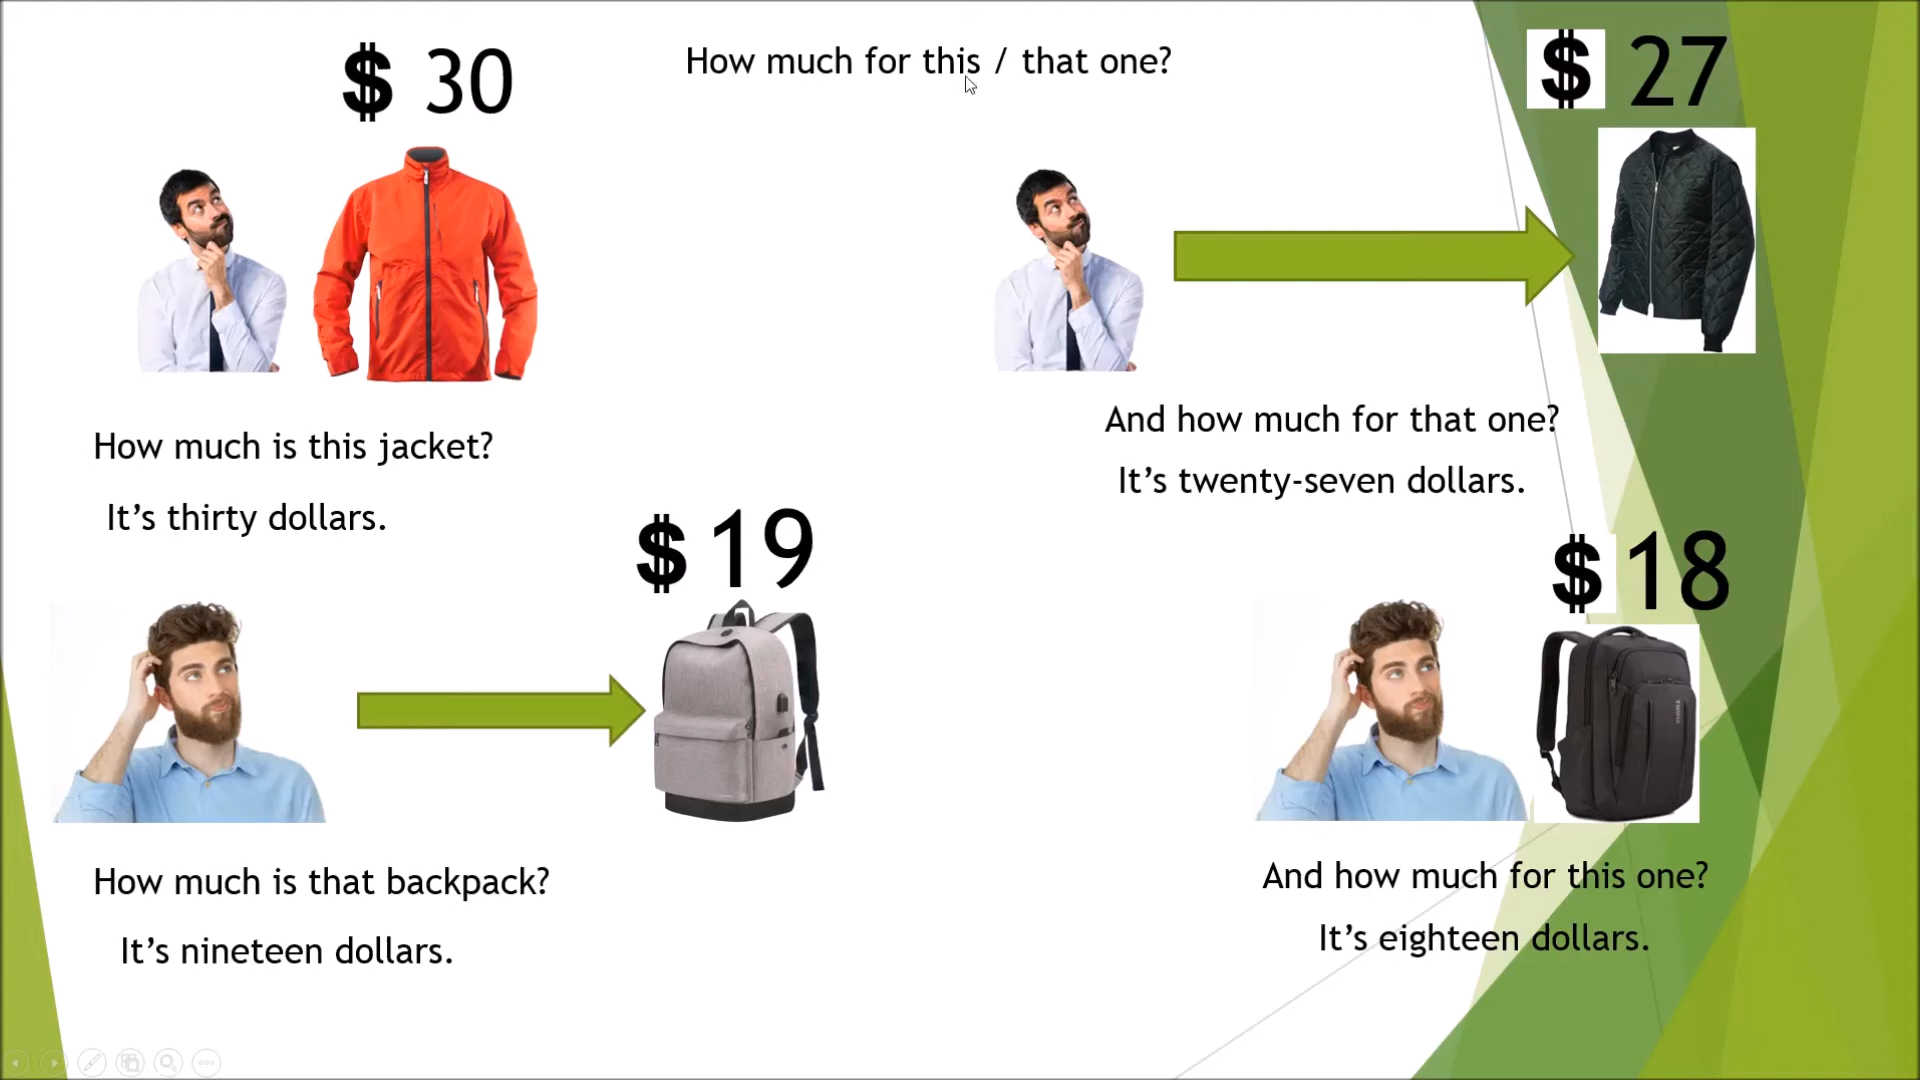 How much for this / that one?
$ 30
$ 27
How much is this jacket?
It's thirty dollars.
And how much for that one?
It's twenty-seven dollars.
$ 19
$ 18
How much is that backpack?
It's nineteen dollars.
And how much for this one?
It's eighteen dollars.